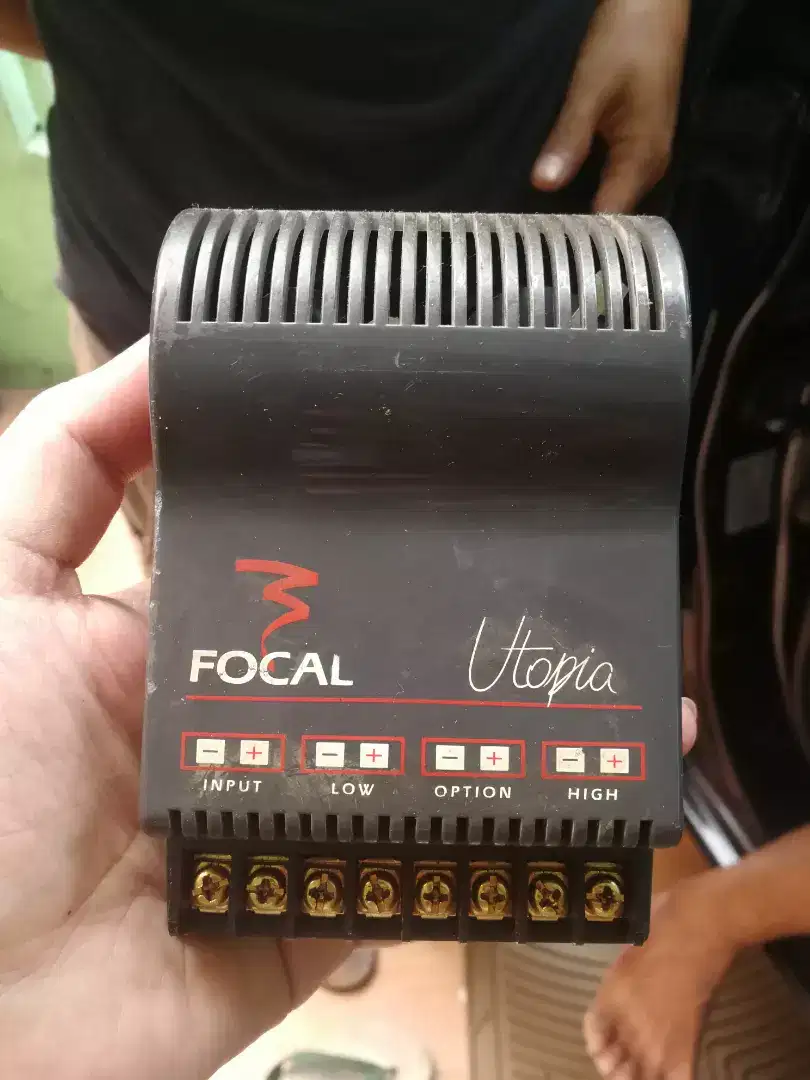 FOCAL Utopia
- + - + - + - +
INPUT LOW OPTION HIGH